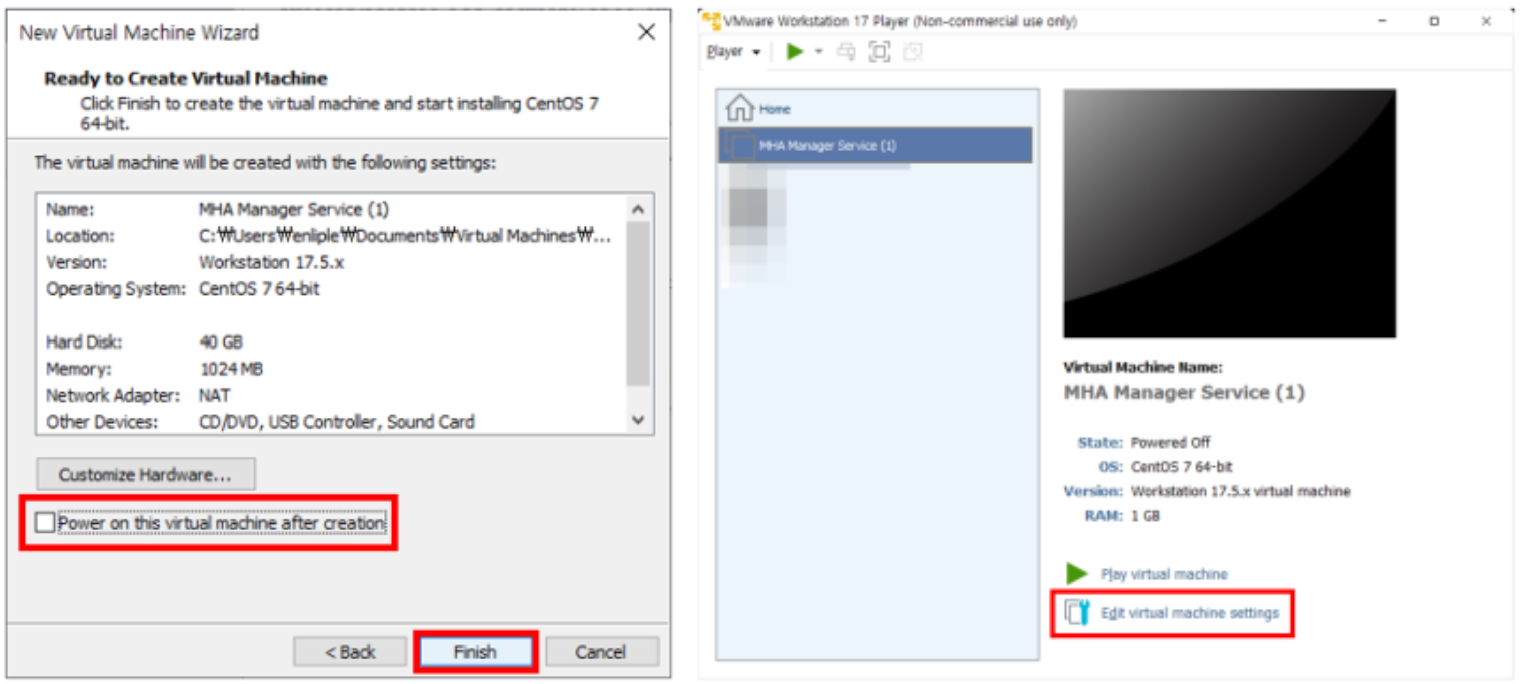 New Virtual Machine Wizard
Ready to Create Virtual Machine
Click Finish to create the virtual machine and start installing CentOS 7
64-bit.
The virtual machine will be created with the following settings:
Name: MHA Manager Service (1)
Location: C:₩Users₩enliple₩Documents₩Virtual Machines₩...
Version: Workstation 17.5.x
Operating System: CentOS 7 64-bit
Hard Disk: 40 GB
Memory: 1024 MB
Network Adapter: NAT
Other Devices: CD/DVD, USB Controller, Sound Card
Customize Hardware...
Power on this virtual machine after creation
< Back Finish Cancel
VMware Workstation 17 Player (Non-commercial use only)
Player
Home
MHA Manager Service (1)
Virtual Machine Name:
MHA Manager Service (1)
State: Powered Off
OS: CentOS 7 64-bit
Version: Workstation 17.5.x virtual machine
RAM: 1 GB
Play virtual machine
Edit virtual machine settings